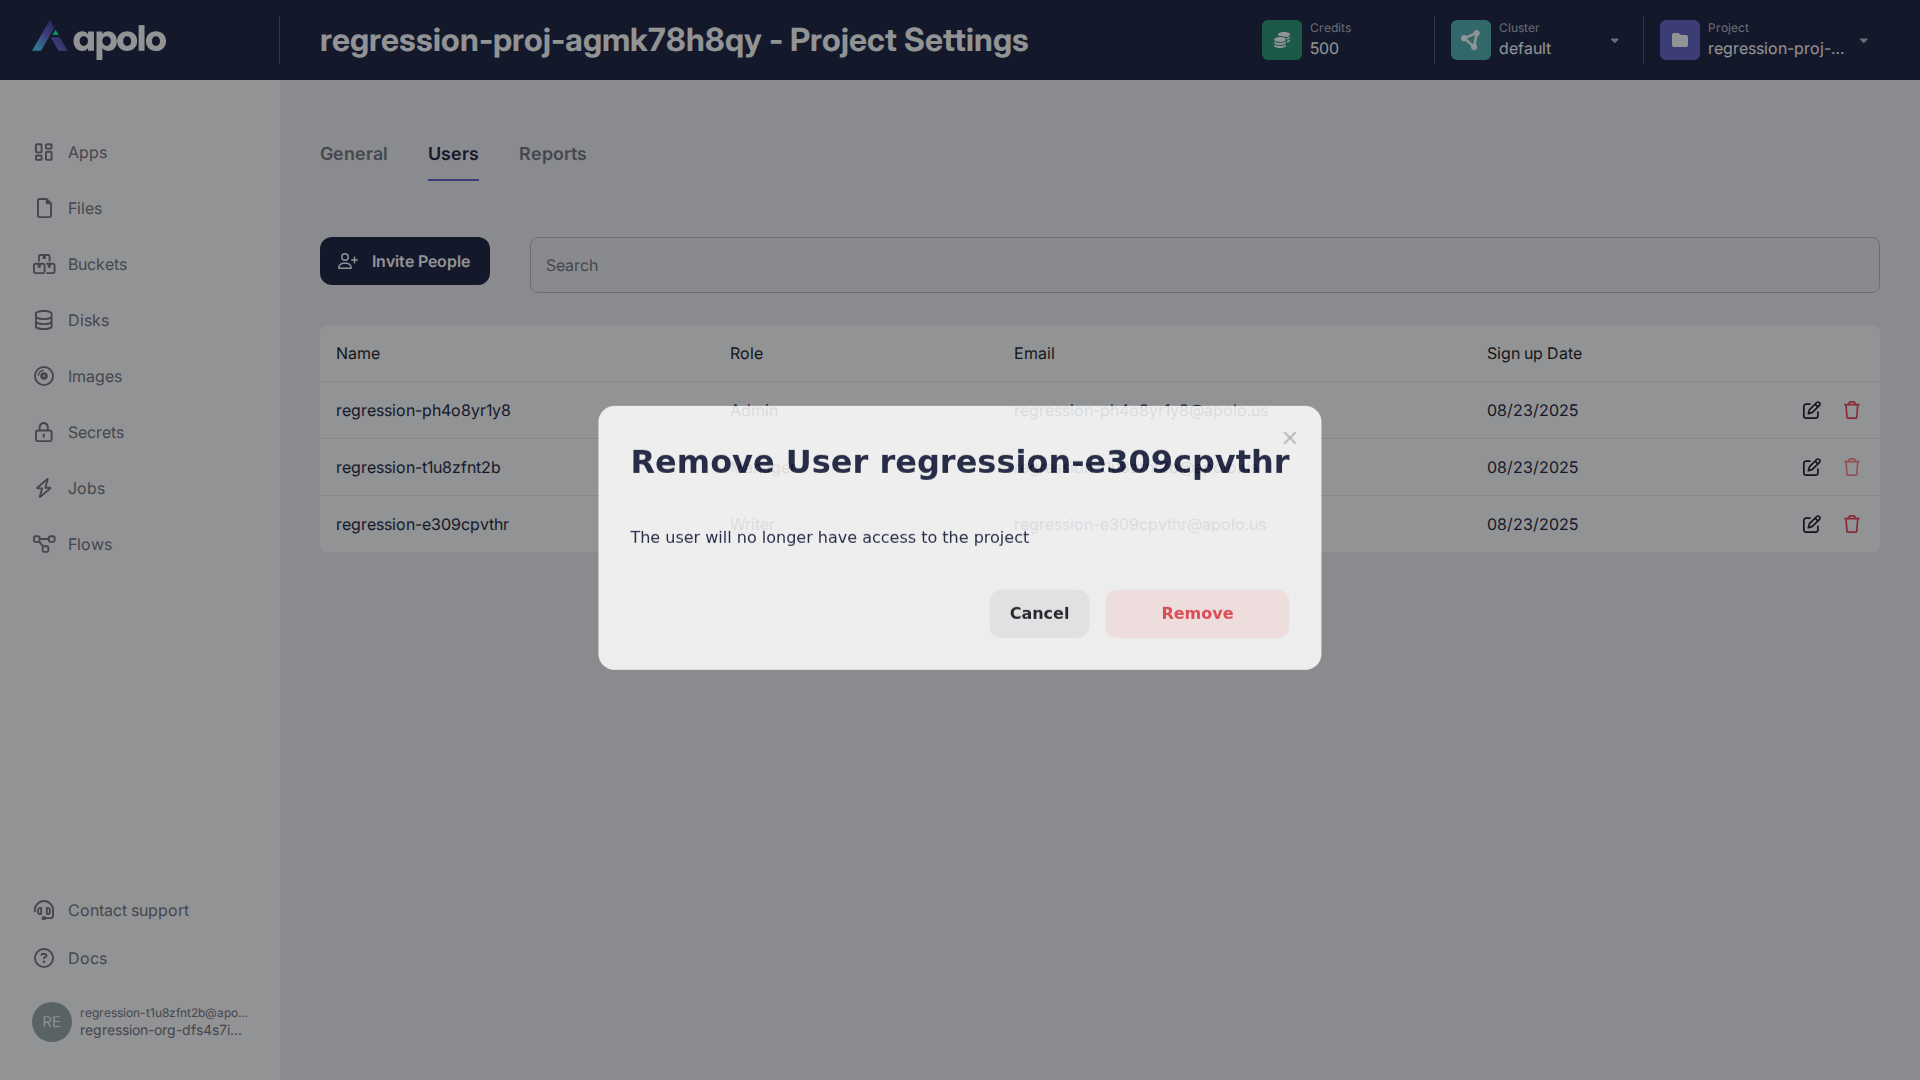 apolo
regression-proj-agmk78h8qy - Project Settings
Credits
500
Cluster
default
Project
regression-proj-...
Apps
Files
Buckets
Disks
Images
Secrets
Jobs
Flows
General Users Reports
Invite People
Search
Name Role Email Sign up Date
regression-ph4o8yr1y8 Admin regression-ph4o8yr1y8@apolo.us 08/23/2025
regression-t1u8zfnt2b 08/23/2025
regression-e309cpvthr Writer regression-e309cpvthr@apolo.us 08/23/2025
Remove User regression-e309cpvthr
The user will no longer have access to the project
Cancel Remove
Contact support
Docs
RE
regression-t1u8zfnt2b@apo...
regression-org-dfs4s7i...